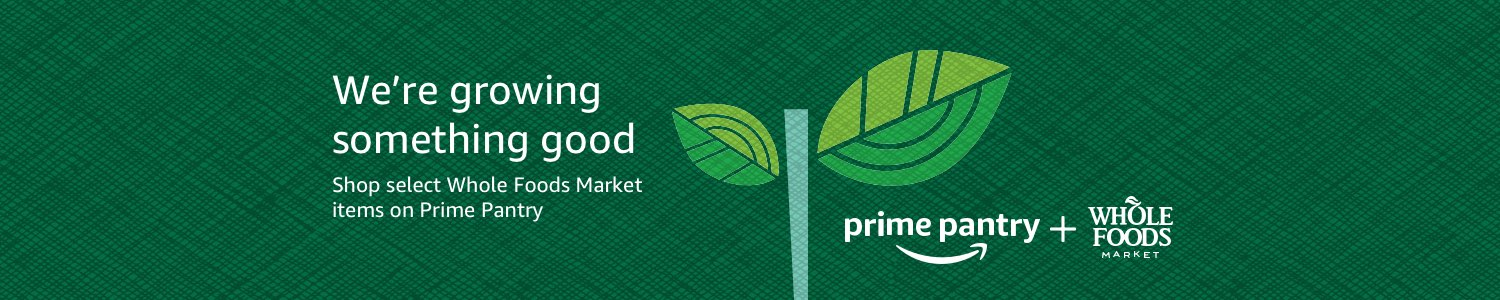 We're growing
something good
Shop select Whole Foods Market
items on Prime Pantry
prime pantry +
WHOLE
FOODS
MARKET